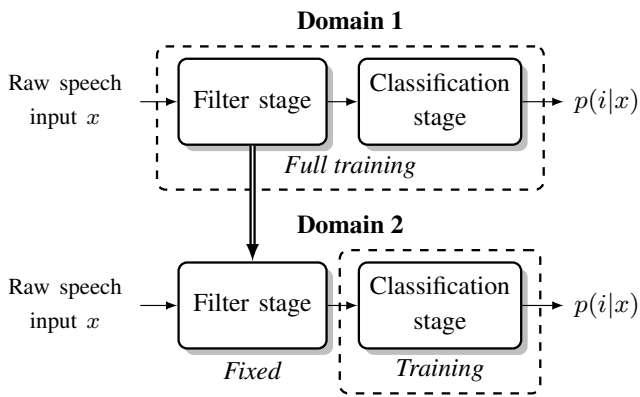 Domain 1
Raw speech
input x
Filter stage
Classification
stage
p(i|x)
Full training
Domain 2
Raw speech
input x
Filter stage
Classification
stage
p(i|x)
Fixed
Training